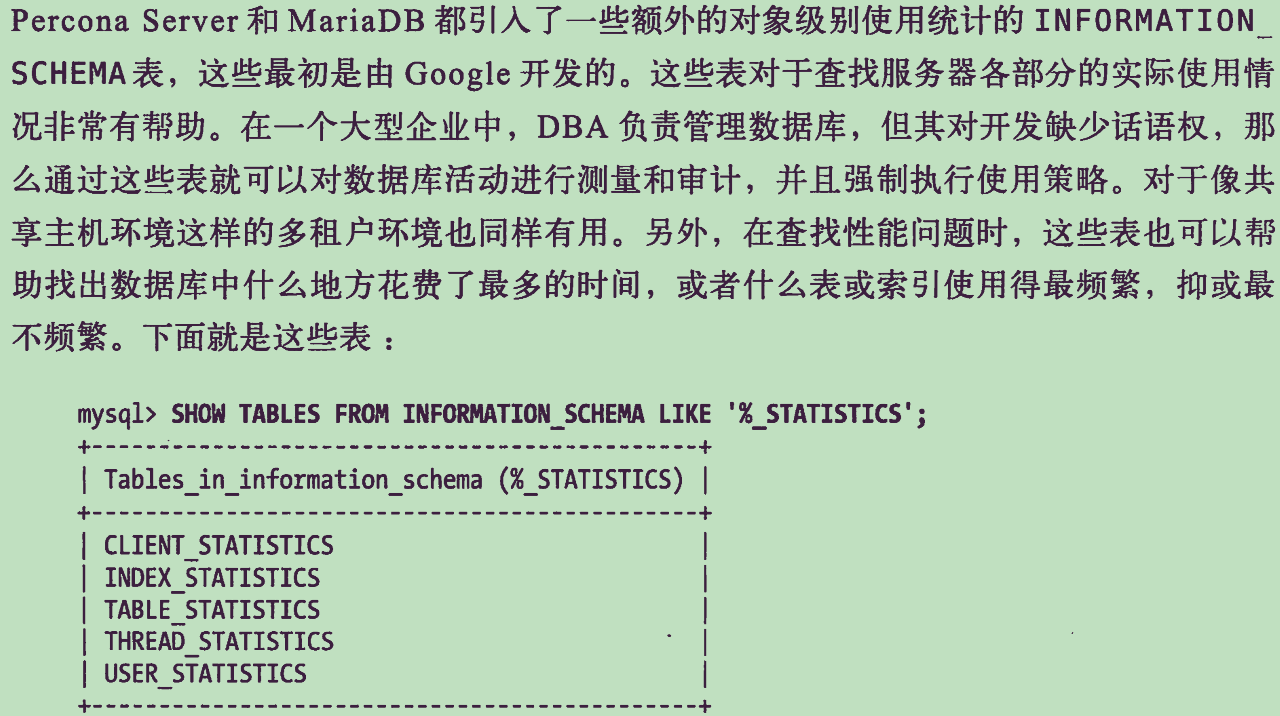 Percona Server 和 MariaDB 都引入了一些额外的对象级别使用统计的 INFORMATION_
SCHEMA 表，这些最初是由 Google 开发的。这些表对于查找服务器各部分的实际使用情
况非常有帮助。在一个大型企业中，DBA 负责管理数据库，但其对开发缺少话语权，那
么通过这些表就可以对数据库活动进行测量和审计，并且强制执行使用策略。对于像共
享主机环境这样的多租户环境也同样有用。另外，在查找性能问题时，这些表也可以帮
助找出数据库中什么地方花费了最多的时间，或者什么表或索引使用得最频繁，抑或最
不频繁。下面就是这些表：
mysql> SHOW TABLES FROM INFORMATION_SCHEMA LIKE '%_STATISTICS';
+---------------------------------------------+
| Tables_in_information_schema (%_STATISTICS) |
+---------------------------------------------+
| CLIENT_STATISTICS                           |
| INDEX_STATISTICS                            |
| TABLE_STATISTICS                            |
| THREAD_STATISTICS                           |
| USER_STATISTICS                             |
+---------------------------------------------+